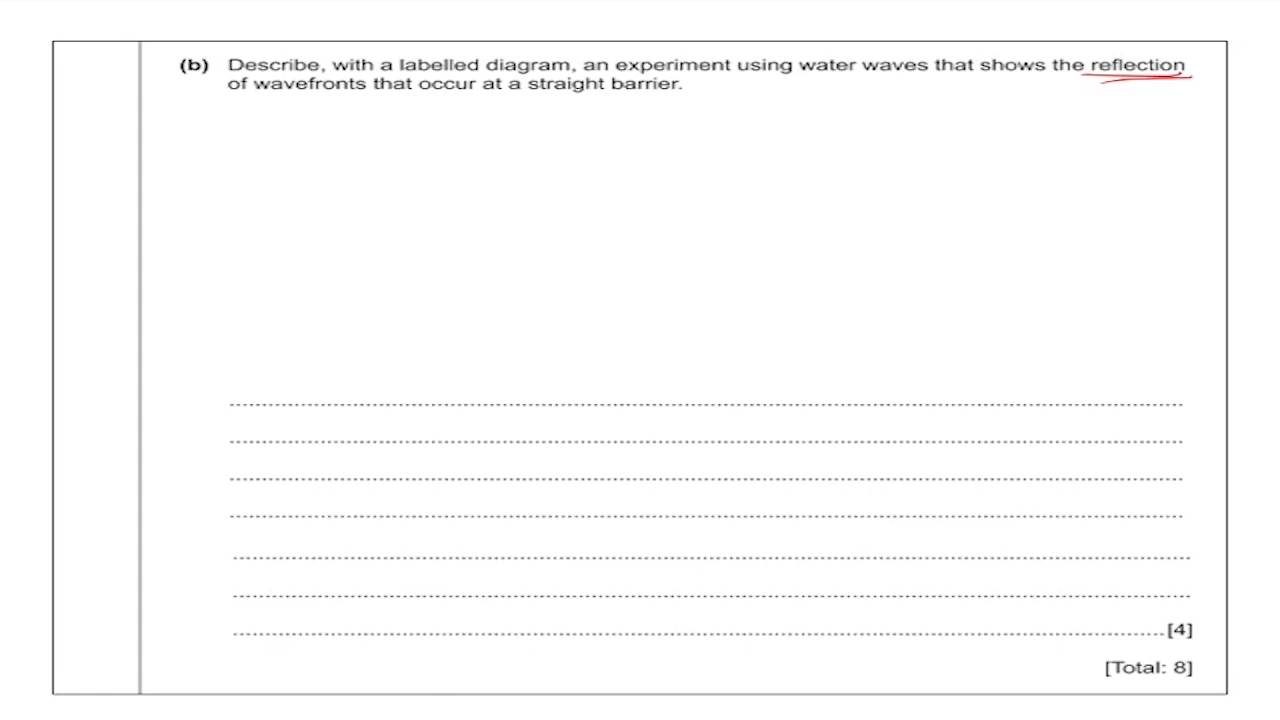 (b) Describe, with a labelled diagram, an experiment using water waves that shows the reflection
of wavefronts that occur at a straight barrier.
[4]
[Total: 8]